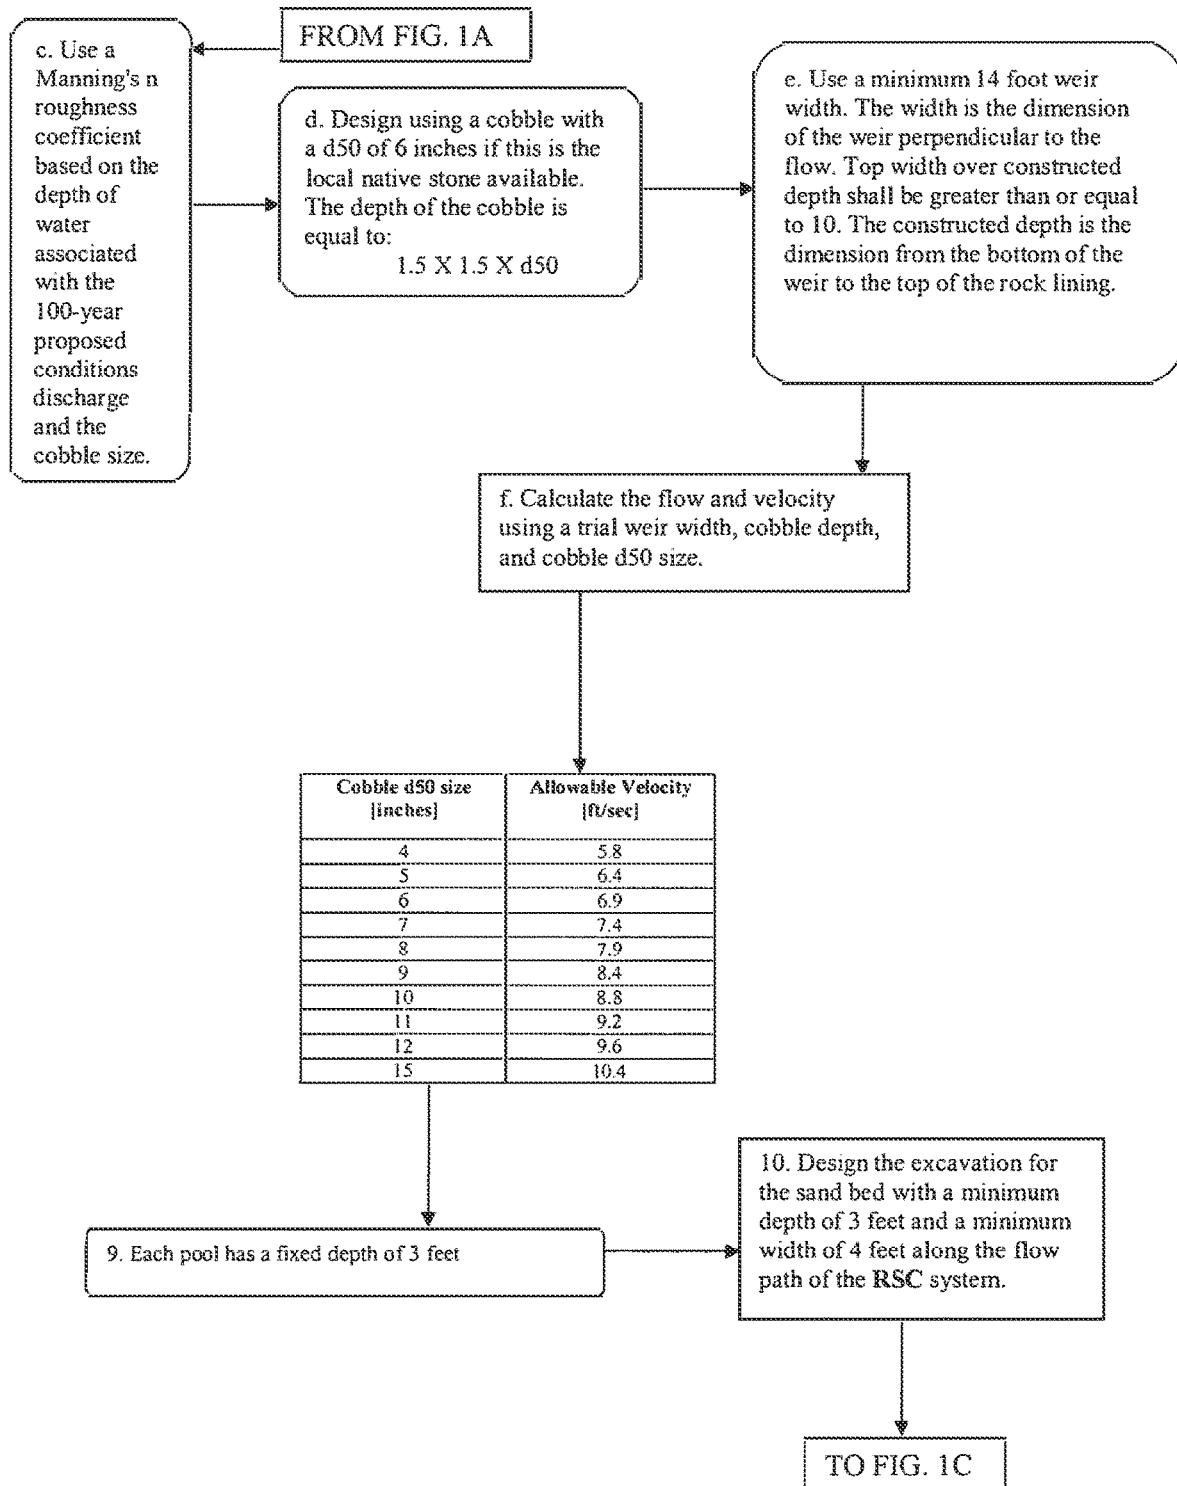 FROM FIG. 1A
c. Use a
Manning's n
roughness
coefficient
based on the
depth of
water
associated
with the
100-year
proposed
conditions
discharge
and the
cobble size.
d. Design using a cobble with
a d50 of 6 inches if this is the
local native stone available.
The depth of the cobble is
equal to:
1.5 X 1.5 X d50
e. Use a minimum 14 foot weir
width. The width is the dimension
of the weir perpendicular to the
flow. Top width over constructed
depth shall be greater than or equal
to 10. The constructed depth is the
dimension from the bottom of the
weir to the top of the rock lining.
f. Calculate the flow and velocity
using a trial weir width, cobble depth,
and cobble d50 size.
Cobble d50 size Allowable Velocity
[inches] [ft/sec]
4 5.8
5 6.4
6 6.9
7 7.4
8 7.9
9 8.4
10 8.8
11 9.2
12 9.6
15 10.4
9. Each pool has a fixed depth of 3 feet
10. Design the excavation for
the sand bed with a minimum
depth of 3 feet and a minimum
width of 4 feet along the flow
path of the RSC system.
TO FIG. 1C